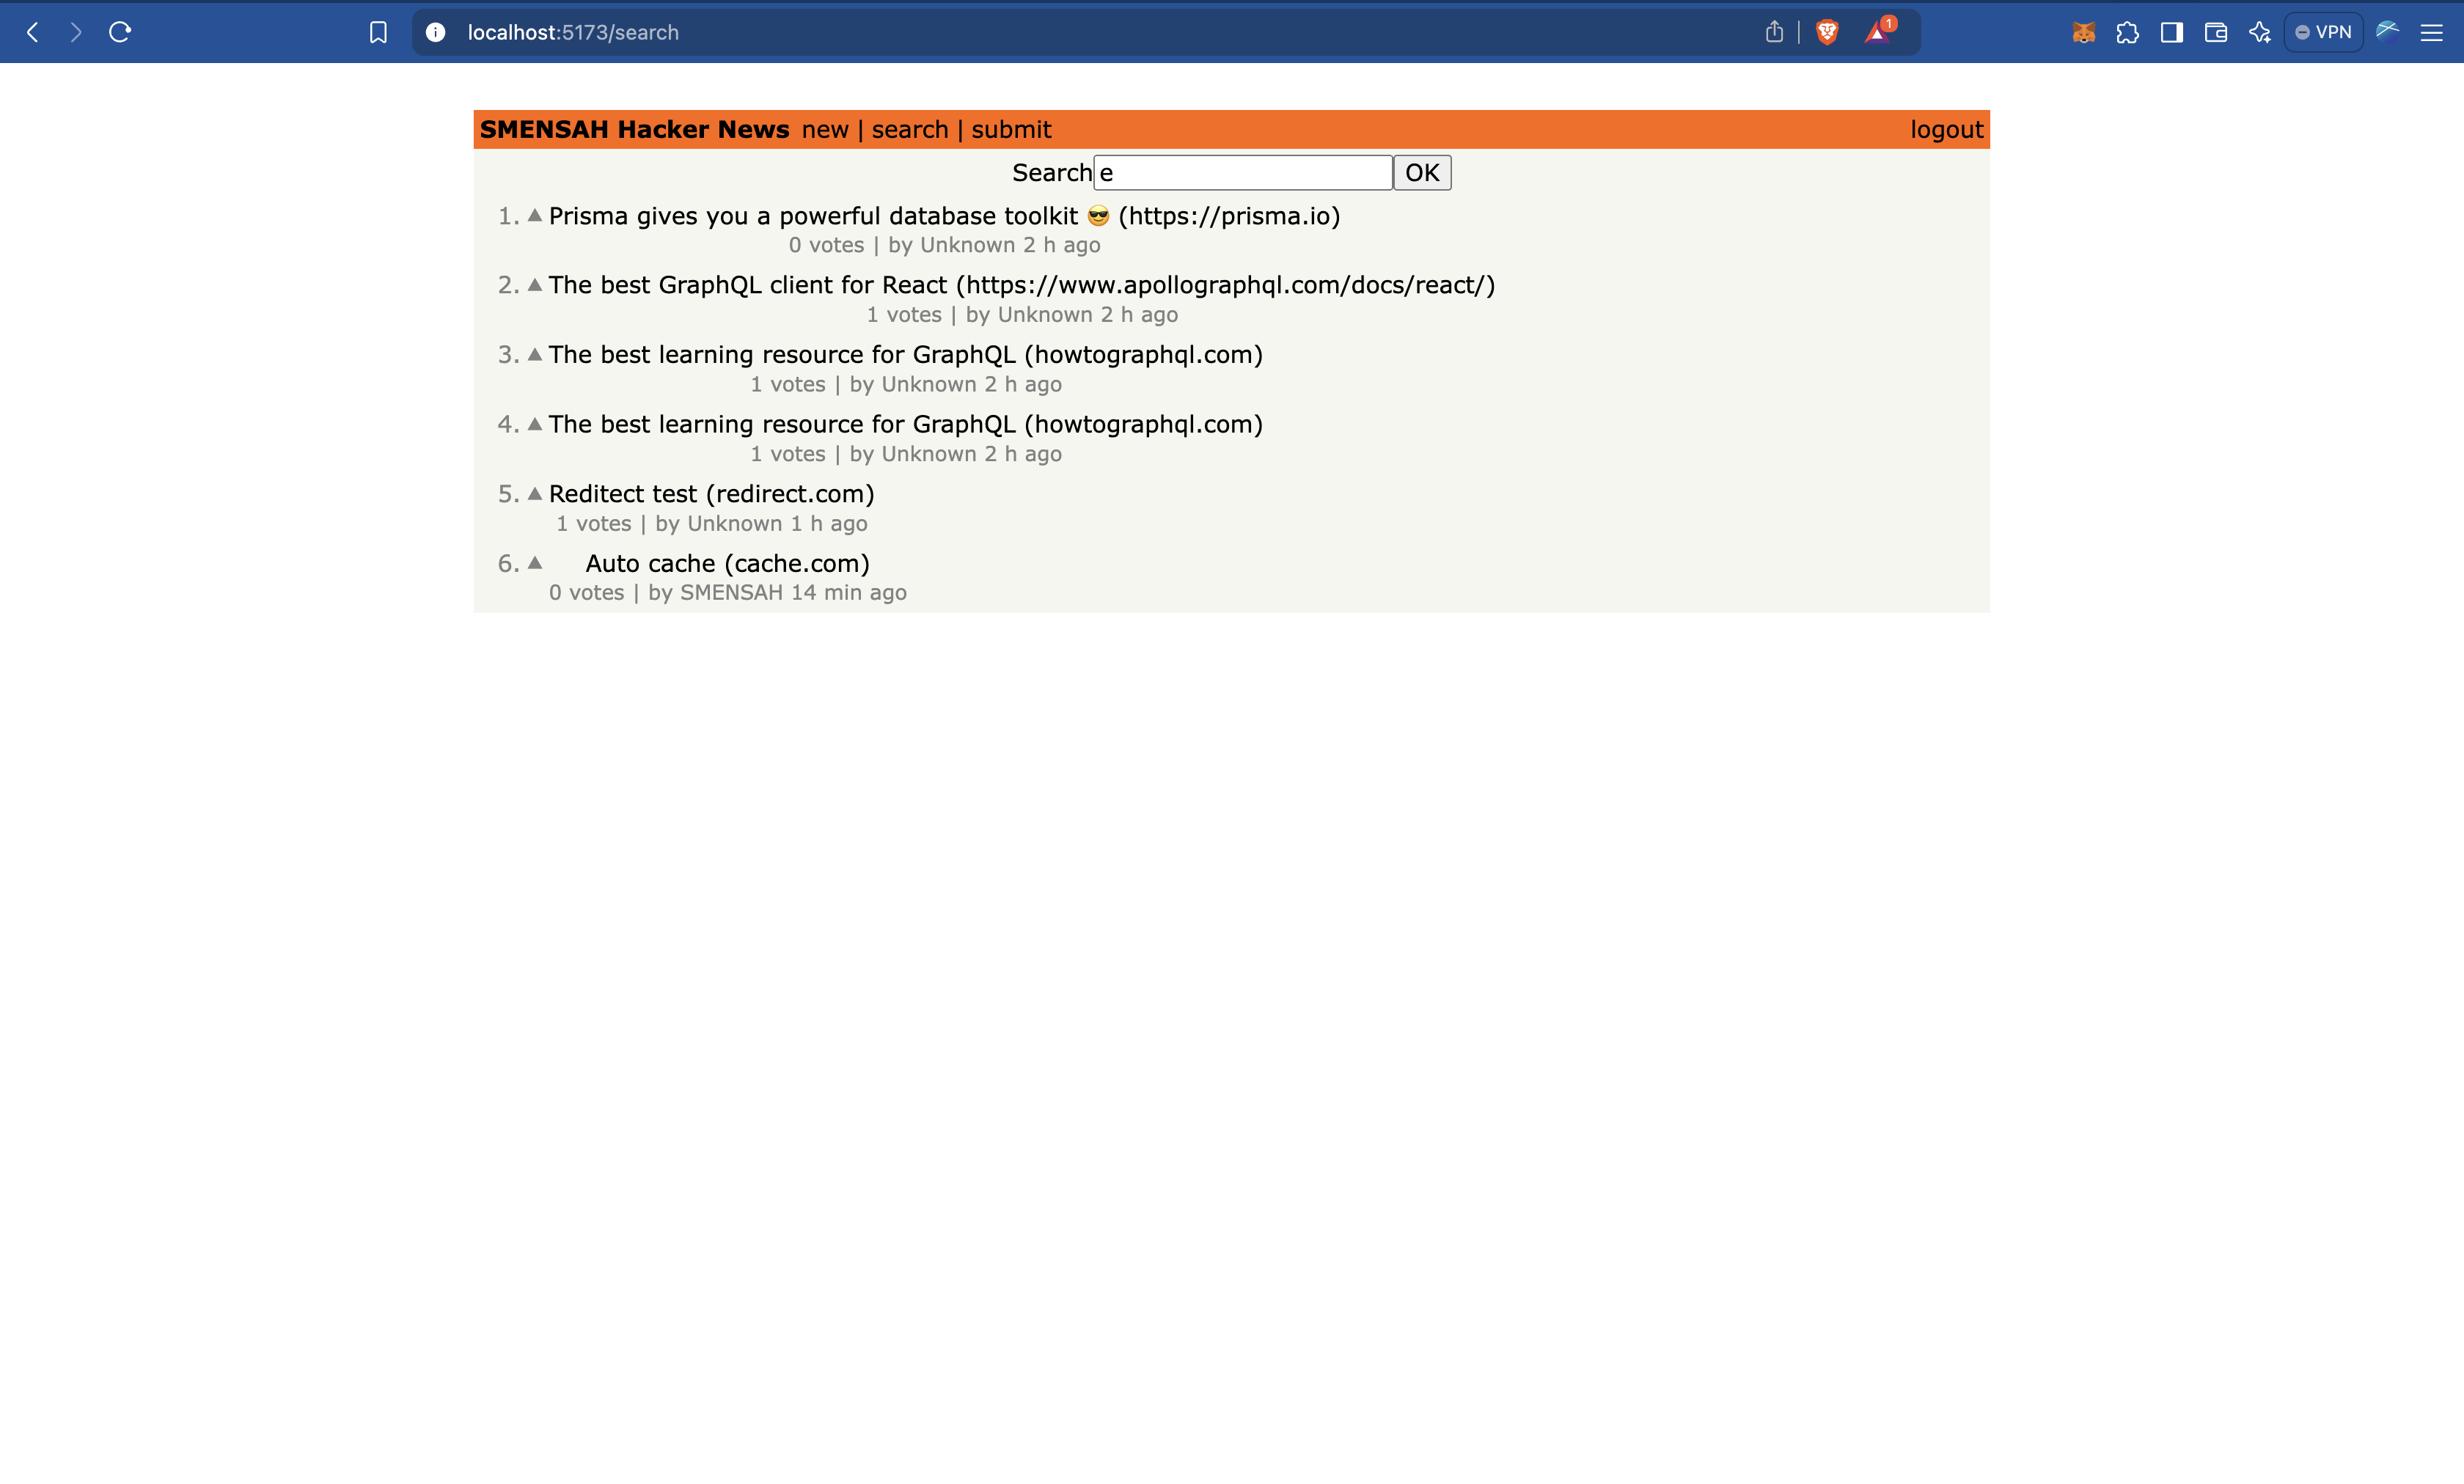 localhost:5173/search
1
VPN
SMENSAH Hacker News new | search | submit logout
Search e OK
1. ▲ Prisma gives you a powerful database toolkit 😎 (https://prisma.io)
0 votes | by Unknown 2 h ago
2. ▲ The best GraphQL client for React (https://www.apollographql.com/docs/react/)
1 votes | by Unknown 2 h ago
3. ▲ The best learning resource for GraphQL (howtographql.com)
1 votes | by Unknown 2 h ago
4. ▲ The best learning resource for GraphQL (howtographql.com)
1 votes | by Unknown 2 h ago
5. ▲ Reditect test (redirect.com)
1 votes | by Unknown 1 h ago
6. ▲ Auto cache (cache.com)
0 votes | by SMENSAH 14 min ago